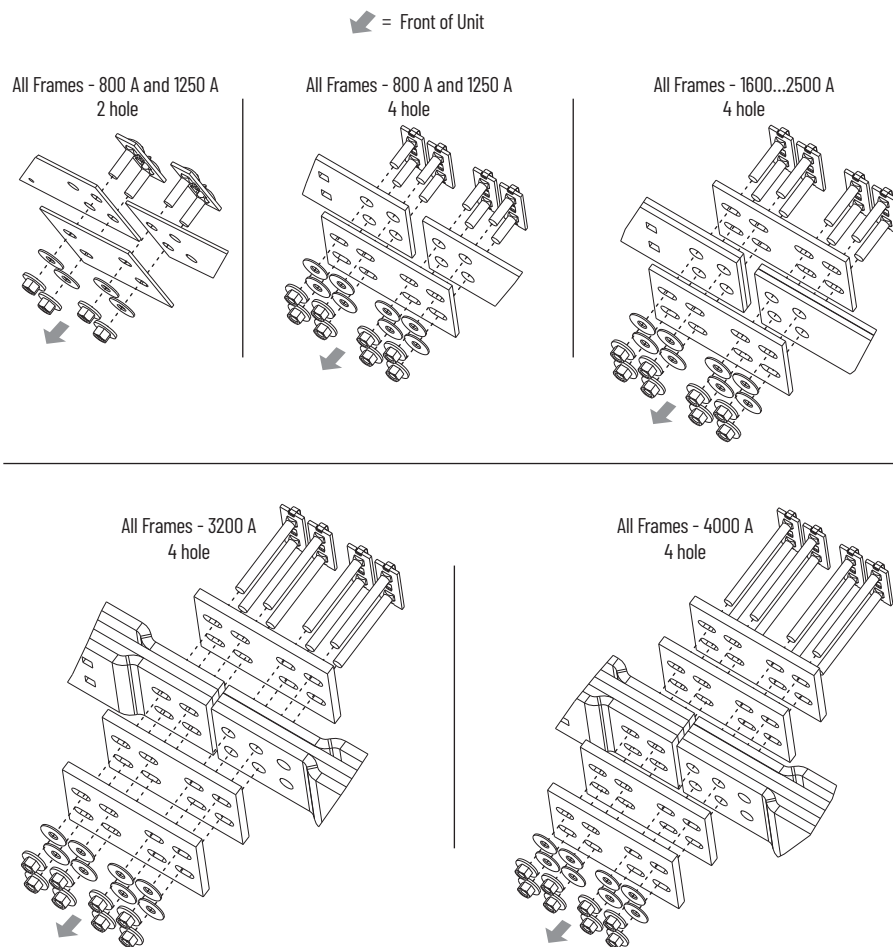 = Front of Unit
All Frames - 800 A and 1250 A
2 hole
All Frames - 800 A and 1250 A
4 hole
All Frames - 1600...2500 A
4 hole
All Frames - 3200 A
4 hole
All Frames - 4000 A
4 hole